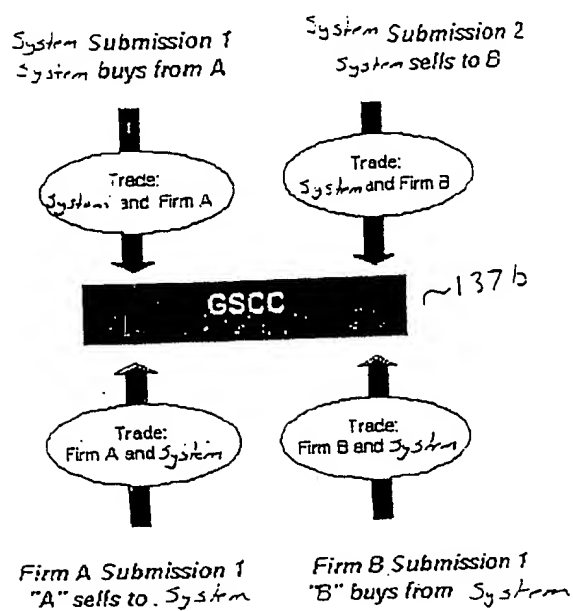 System Submission 1
System buys from A
System Submission 2
System sells to B
Trade:
System and Firm A
Trade:
System and Firm B
GSCC
~137b
Trade:
Firm A and System
Trade:
Firm B and System
Firm A Submission 1
"A" sells to. System
Firm B Submission 1
"B" buys from System